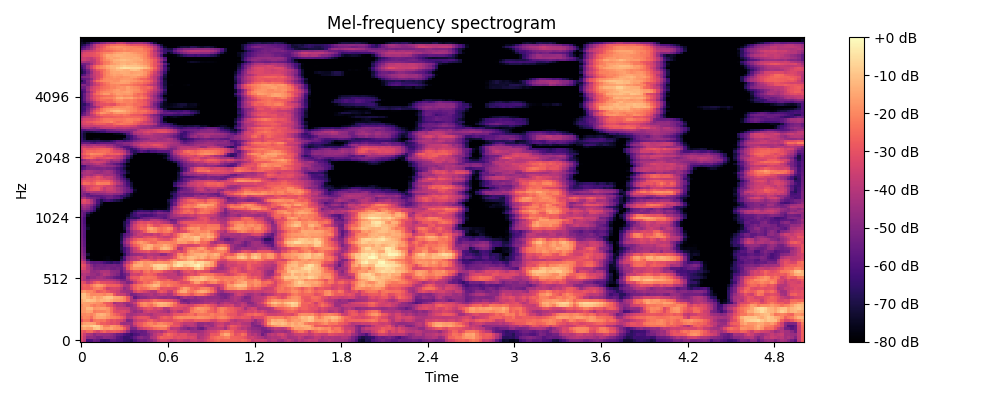 Mel-frequency spectrogram
+0 dB
4096
-10 dB
-20 dB
2048
-30 dB
Hz
-40 dB
1024
-50 dB
512
-60 dB
-70 dB
0
-80 dB
0 0.6 1.2 1.8 2.4 3 3.6 4.2 4.8
Time